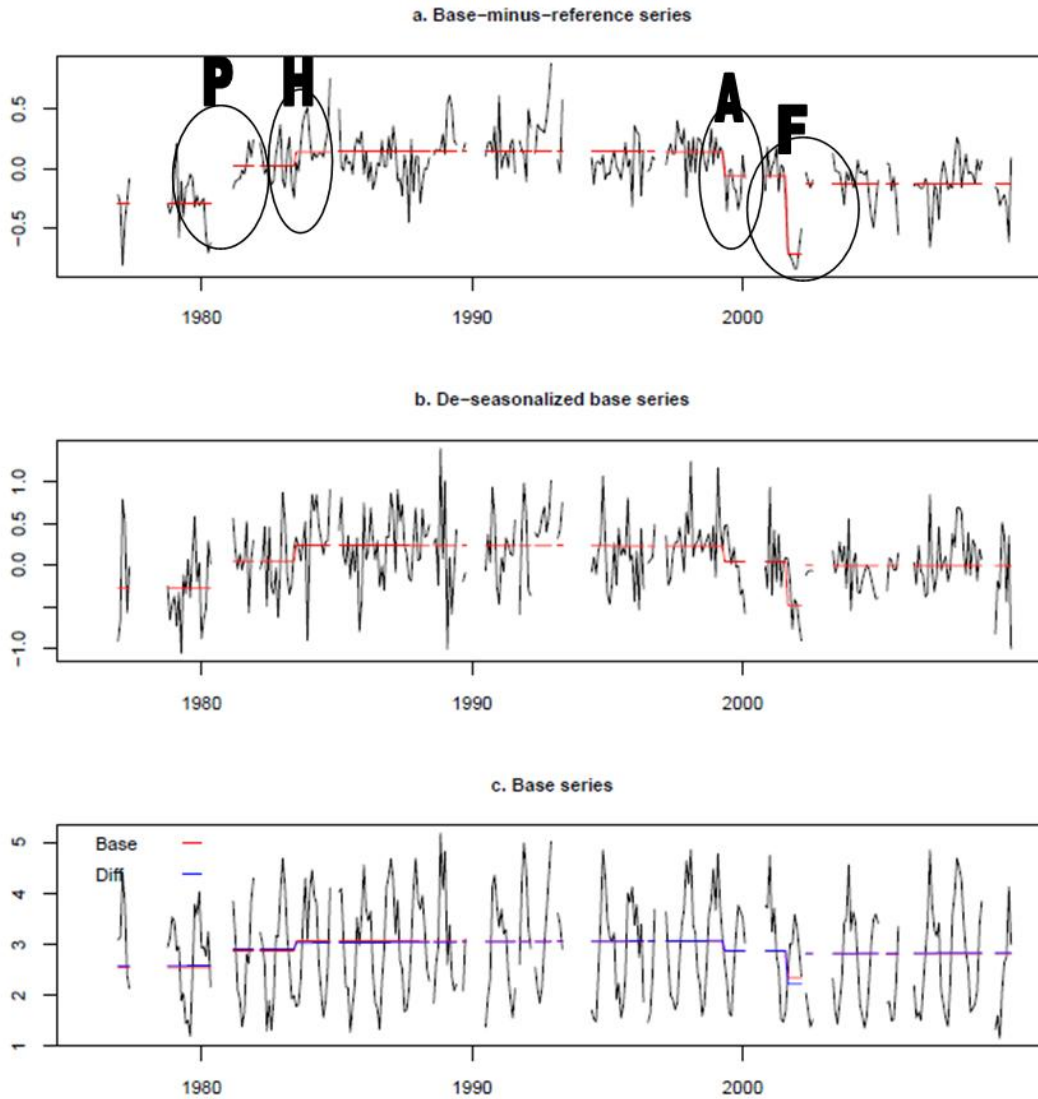 a. Base−minus−reference series
P H A F
0.5
0.0
−0.5
1980 1990 2000
b. De−seasonalized base series
1.0
0.5
0.0
−1.0
1980 1990 2000
c. Base series
5
4
3
2
1
Base
Diff
1980 1990 2000